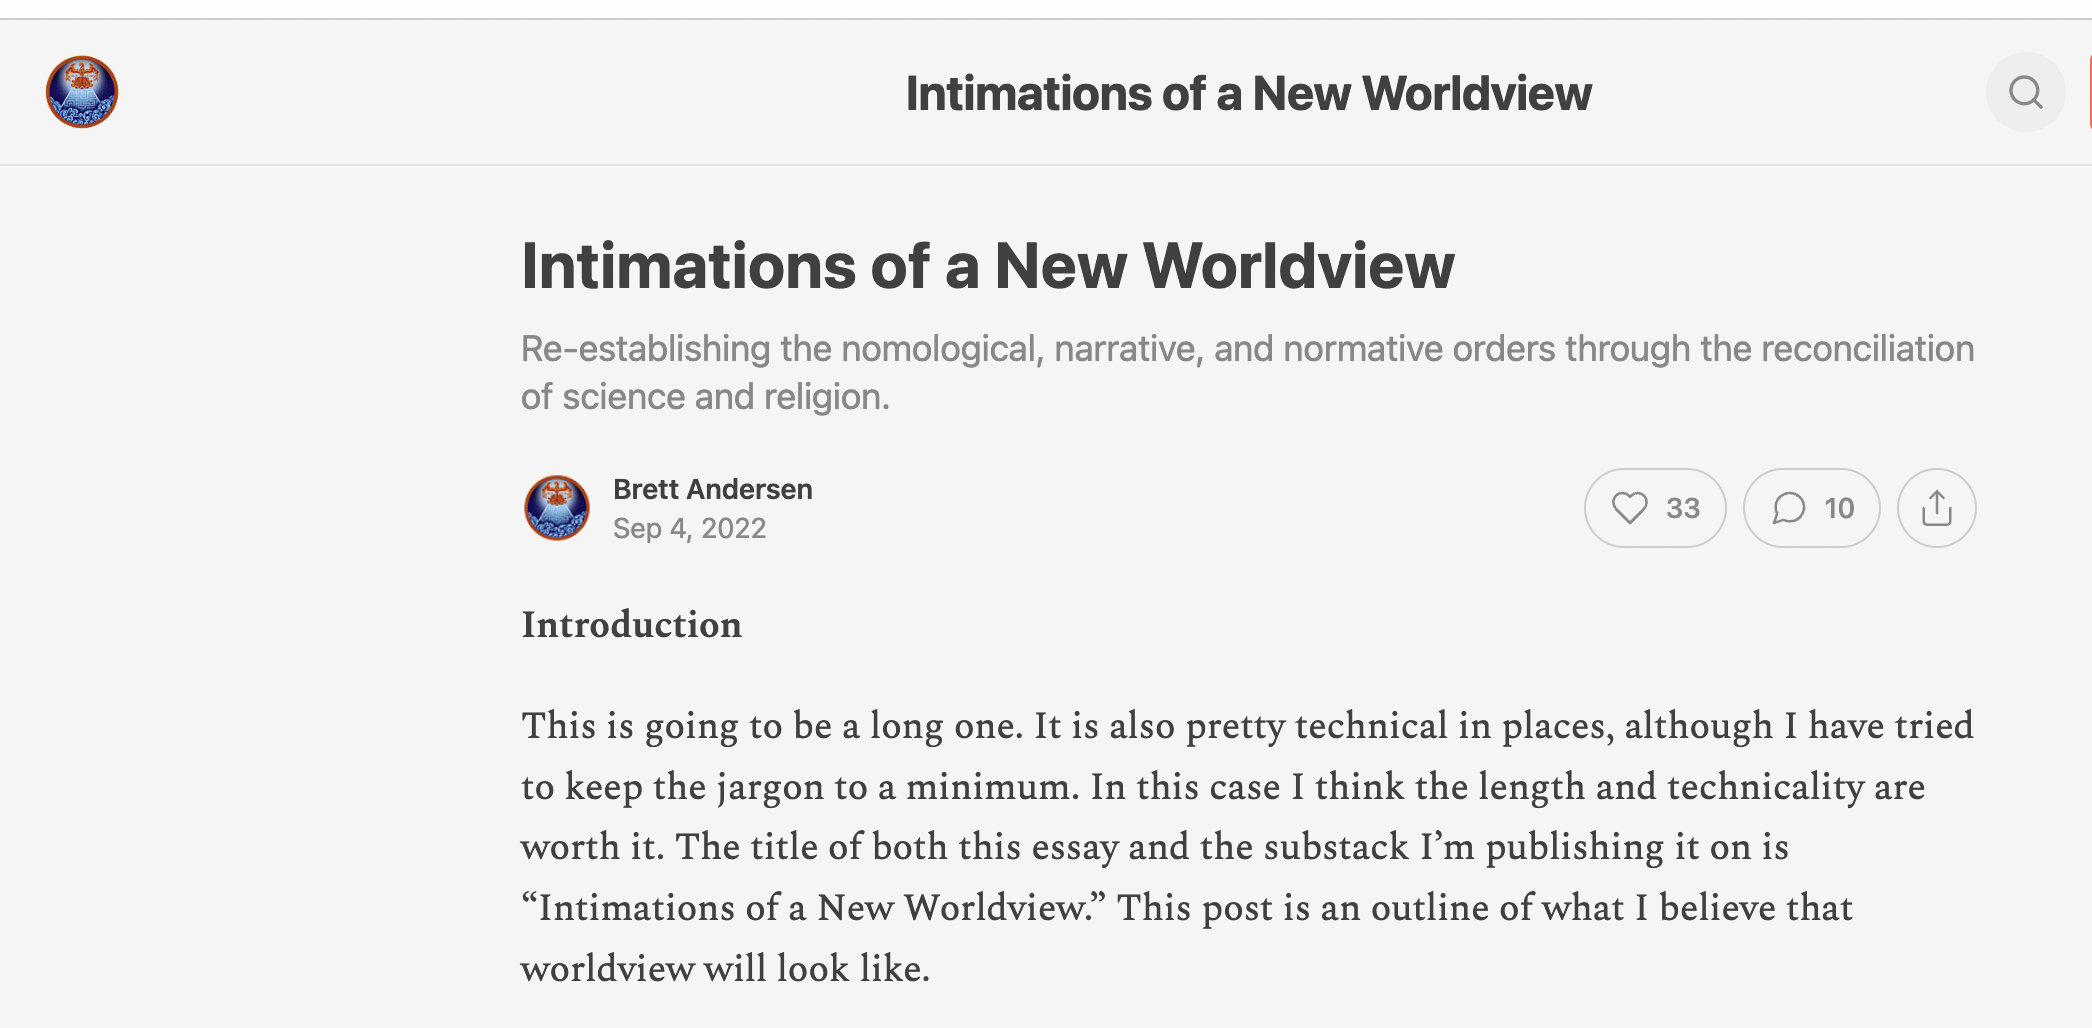 Intimations of a New Worldview
Intimations of a New Worldview
Re-establishing the nomological, narrative, and normative orders through the reconciliation
of science and religion.
Brett Andersen
Sep 4, 2022
33
10
Introduction
This is going to be a long one. It is also pretty technical in places, although I have tried
to keep the jargon to a minimum. In this case I think the length and technicality are
worth it. The title of both this essay and the substack I’m publishing it on is
“Intimations of a New Worldview.” This post is an outline of what I believe that
worldview will look like.